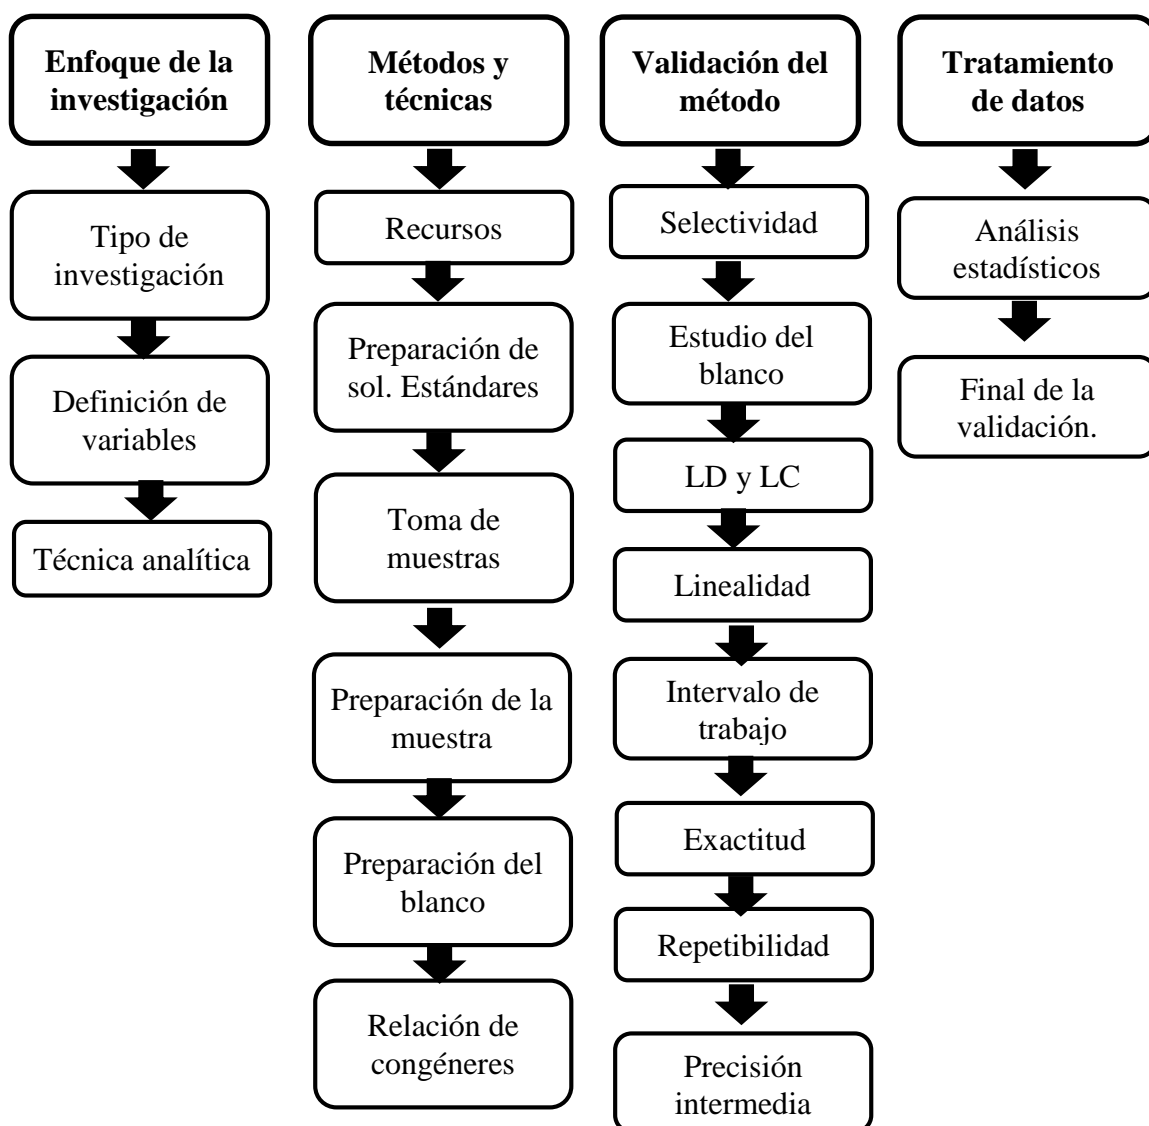 Enfoque de la
investigación
Tipo de
investigación
Definición de
variables
Técnica analítica
Métodos y
técnicas
Recursos
Preparación de
sol. Estándares
Toma de
muestras
Preparación de la
muestra
Preparación del
blanco
Relación de
congéneres
Validación del
método
Selectividad
Estudio del
blanco
LD y LC
Linealidad
Intervalo de
trabajo
Exactitud
Repetibilidad
Precisión
intermedia
Tratamiento
de datos
Análisis
estadísticos
Final de la
validación.